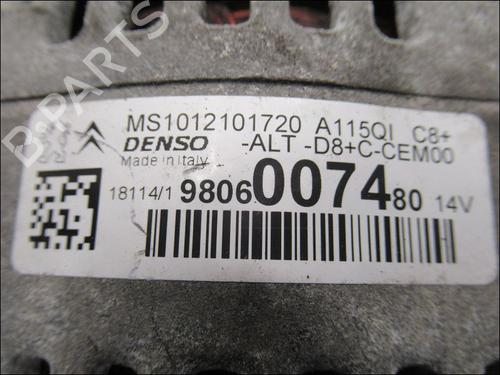 MS1012101720 A115QI C8+
DENSO -ALT -D8+C-CEM00
Made in Italy
18114/1 9806007480 14V
B-PARTS